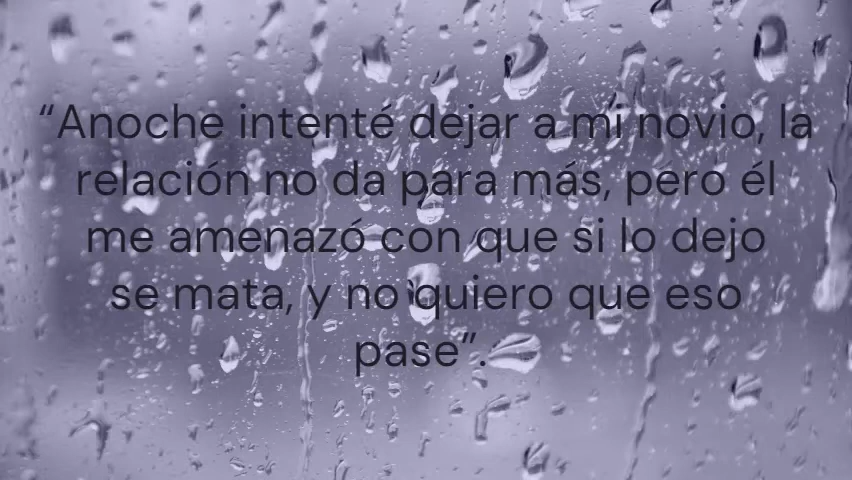 “Anoche intenté dejar a mi novio, la
relación no da para más, pero él
me amenazó con que si lo dejo
se mata, y no quiero que eso
pase”.